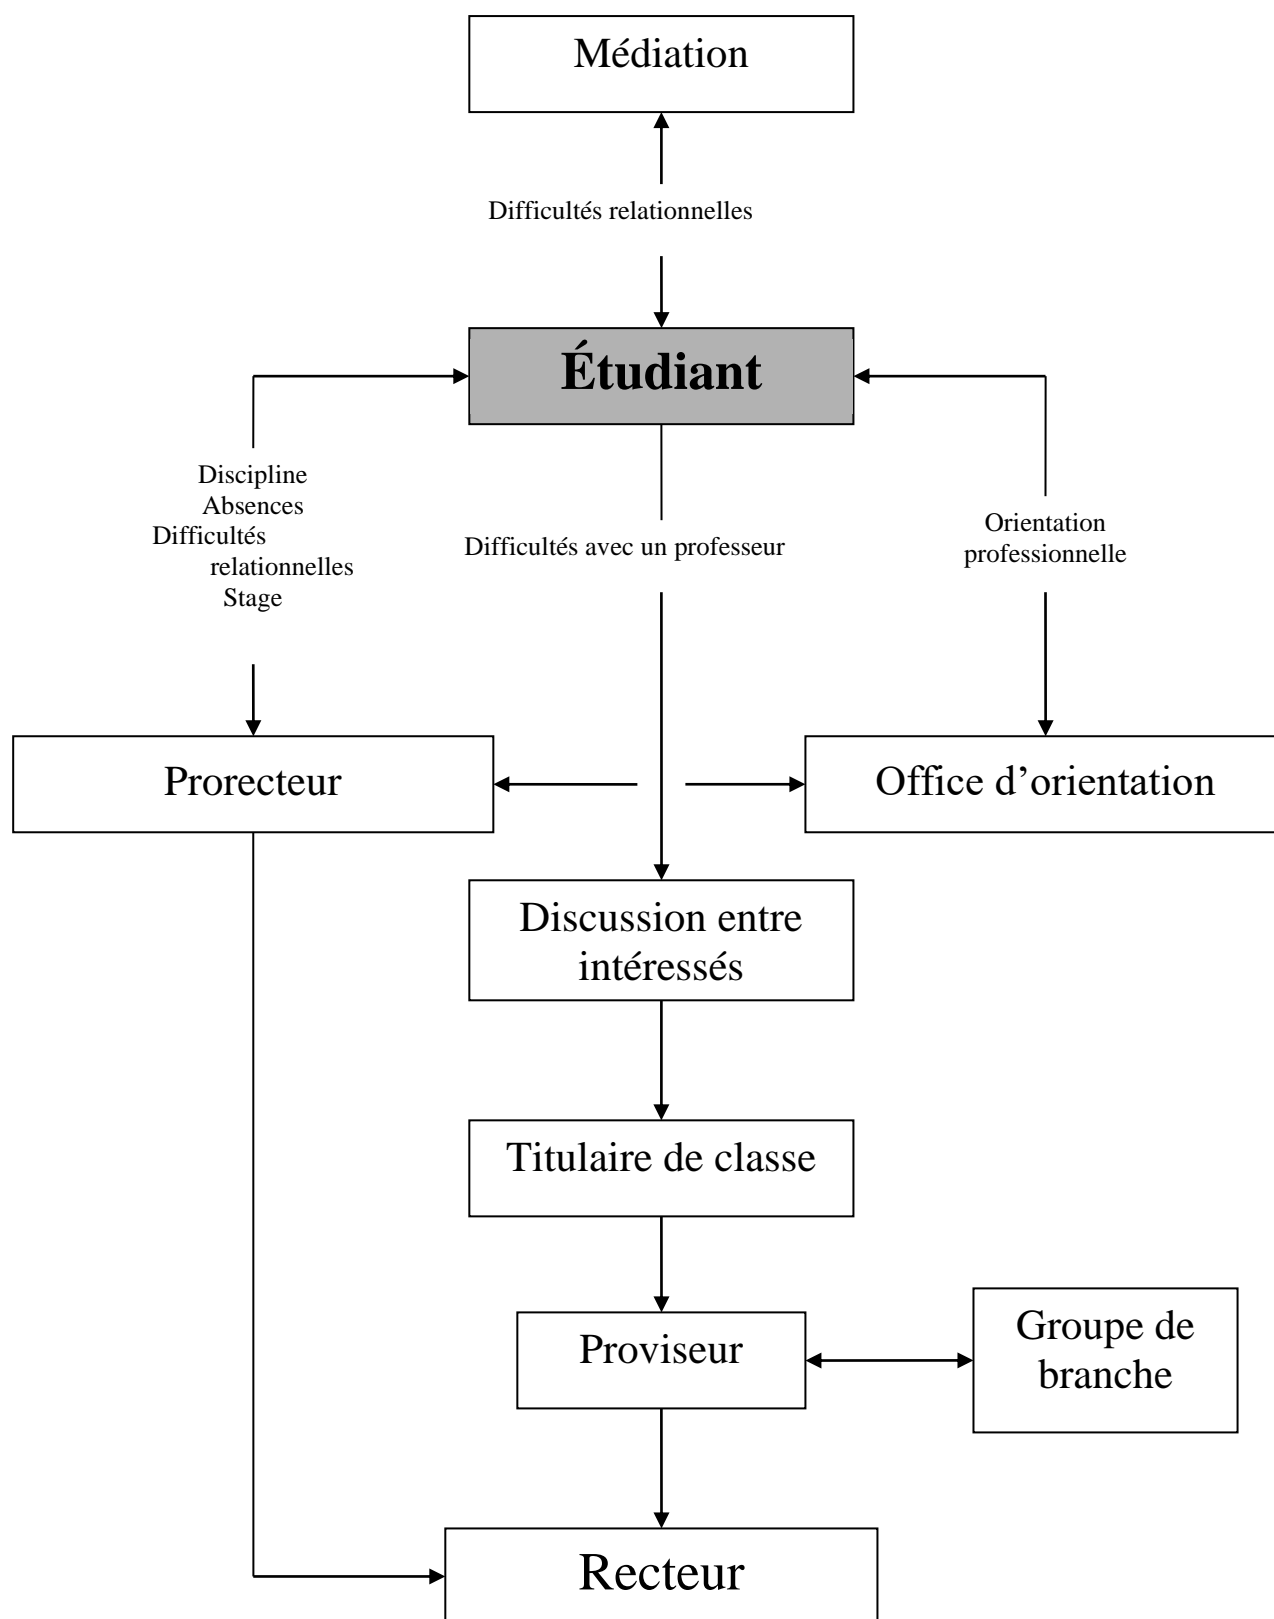 Médiation
Difficultés relationnelles
Étudiant
Discipline
Absences
Difficultés
relationnelles
Stage
Difficultés avec un professeur
Orientation
professionnelle
Prorecteur
Office d’orientation
Discussion entre
intéressés
Titulaire de classe
Proviseur
Groupe de
branche
Recteur